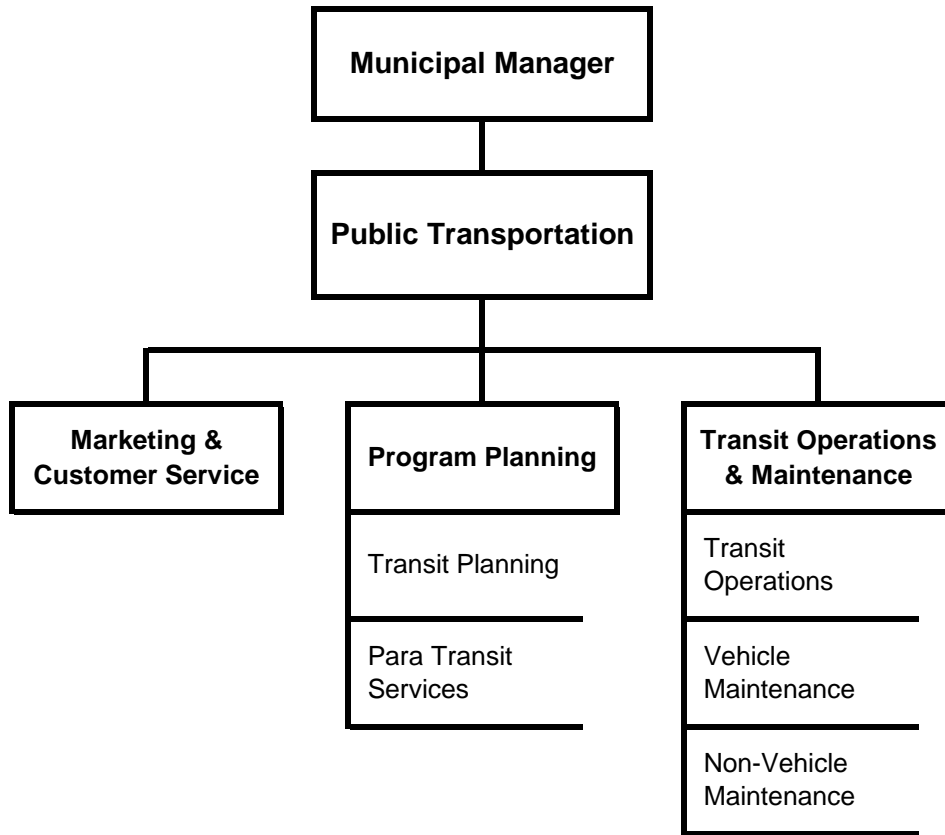 Municipal Manager
Public Transportation
Marketing &
Customer Service
Program Planning
Transit Planning
Para Transit
Services
Transit Operations
& Maintenance
Transit
Operations
Vehicle
Maintenance
Non-Vehicle
Maintenance